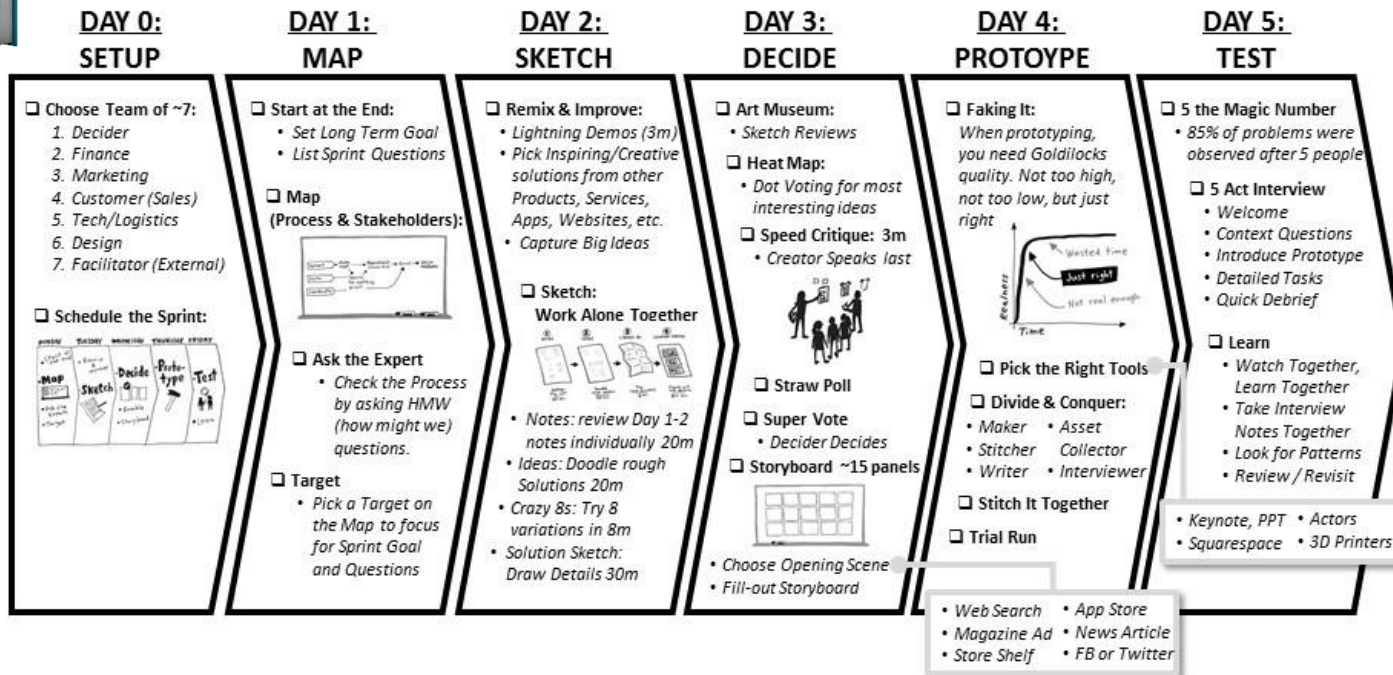 DAY 0:
SETUP
❑ Choose Team of ~7:
1. Decider
2. Finance
3. Marketing
4. Customer (Sales)
5. Tech/Logistics
6. Design
7. Facilitator (External)
❑ Schedule the Sprint:
MONDAY TUESDAY WEDNESDAY THURSDAY FRIDAY
Map
Sketch
Decide
Proto-
type
Test
• Target
• Storyboard
• Learn
DAY 1:
MAP
❑ Start at the End:
• Set Long Term Goal
• List Sprint Questions
❑ Map
(Process & Stakeholders):
❑ Ask the Expert
• Check the Process
by asking HMW
(how might we)
questions.
❑ Target
• Pick a Target on
the Map to focus
for Sprint Goal
and Questions
DAY 2:
SKETCH
❑ Remix & Improve:
• Lightning Demos (3m)
• Pick Inspiring/Creative
solutions from other
Products, Services,
Apps, Websites, etc.
• Capture Big Ideas
❑ Sketch:
Work Alone Together
• Notes: review Day 1-2
notes individually 20m
• Ideas: Doodle rough
Solutions 20m
• Crazy 8s: Try 8
variations in 8m
• Solution Sketch:
Draw Details 30m
DAY 3:
DECIDE
❑ Art Museum:
• Sketch Reviews
❑ Heat Map:
• Dot Voting for most
interesting ideas
❑ Speed Critique: 3m
• Creator Speaks last
❑ Straw Poll
❑ Super Vote
• Decider Decides
❑ Storyboard ~15 panels
• Choose Opening Scene
• Fill-out Storyboard
• Web Search • App Store
• Magazine Ad • News Article
• Store Shelf • FB or Twitter
DAY 4:
PROTOYPE
❑ Faking It:
When prototyping,
you need Goldilocks
quality. Not too high,
not too low, but just
right
Realness
Wasted time
Just right
Not real enough
Time
❑ Pick the Right Tools
❑ Divide & Conquer:
• Maker • Asset
• Stitcher Collector
• Writer • Interviewer
❑ Stitch It Together
❑ Trial Run
DAY 5:
TEST
❑ 5 the Magic Number
• 85% of problems were
observed after 5 people
❑ 5 Act Interview
• Welcome
• Context Questions
• Introduce Prototype
• Detailed Tasks
• Quick Debrief
❑ Learn
• Watch Together,
Learn Together
• Take Interview
Notes Together
• Look for Patterns
• Review / Revisit
• Keynote, PPT • Actors
• Squarespace • 3D Printers